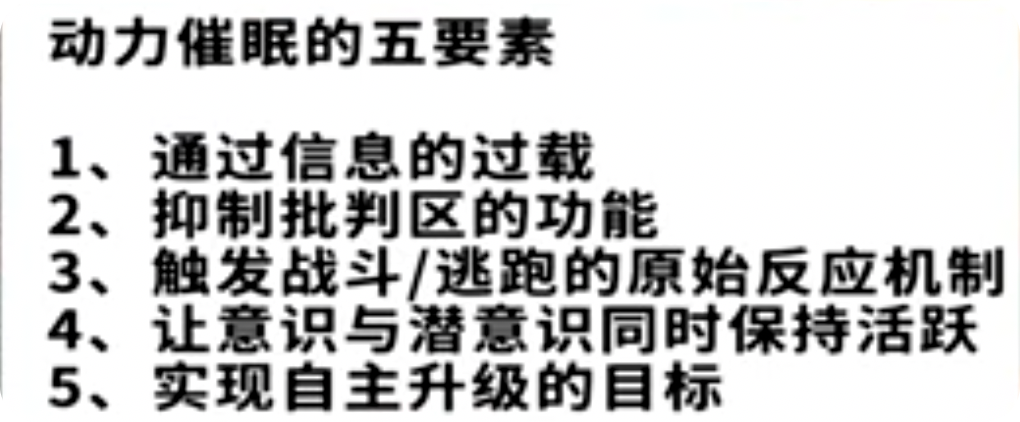 动力催眠的五要素
1、通过信息的过载
2、抑制批判区的功能
3、触发战斗/逃跑的原始反应机制
4、让意识与潜意识同时保持活跃
5、实现自主升级的目标